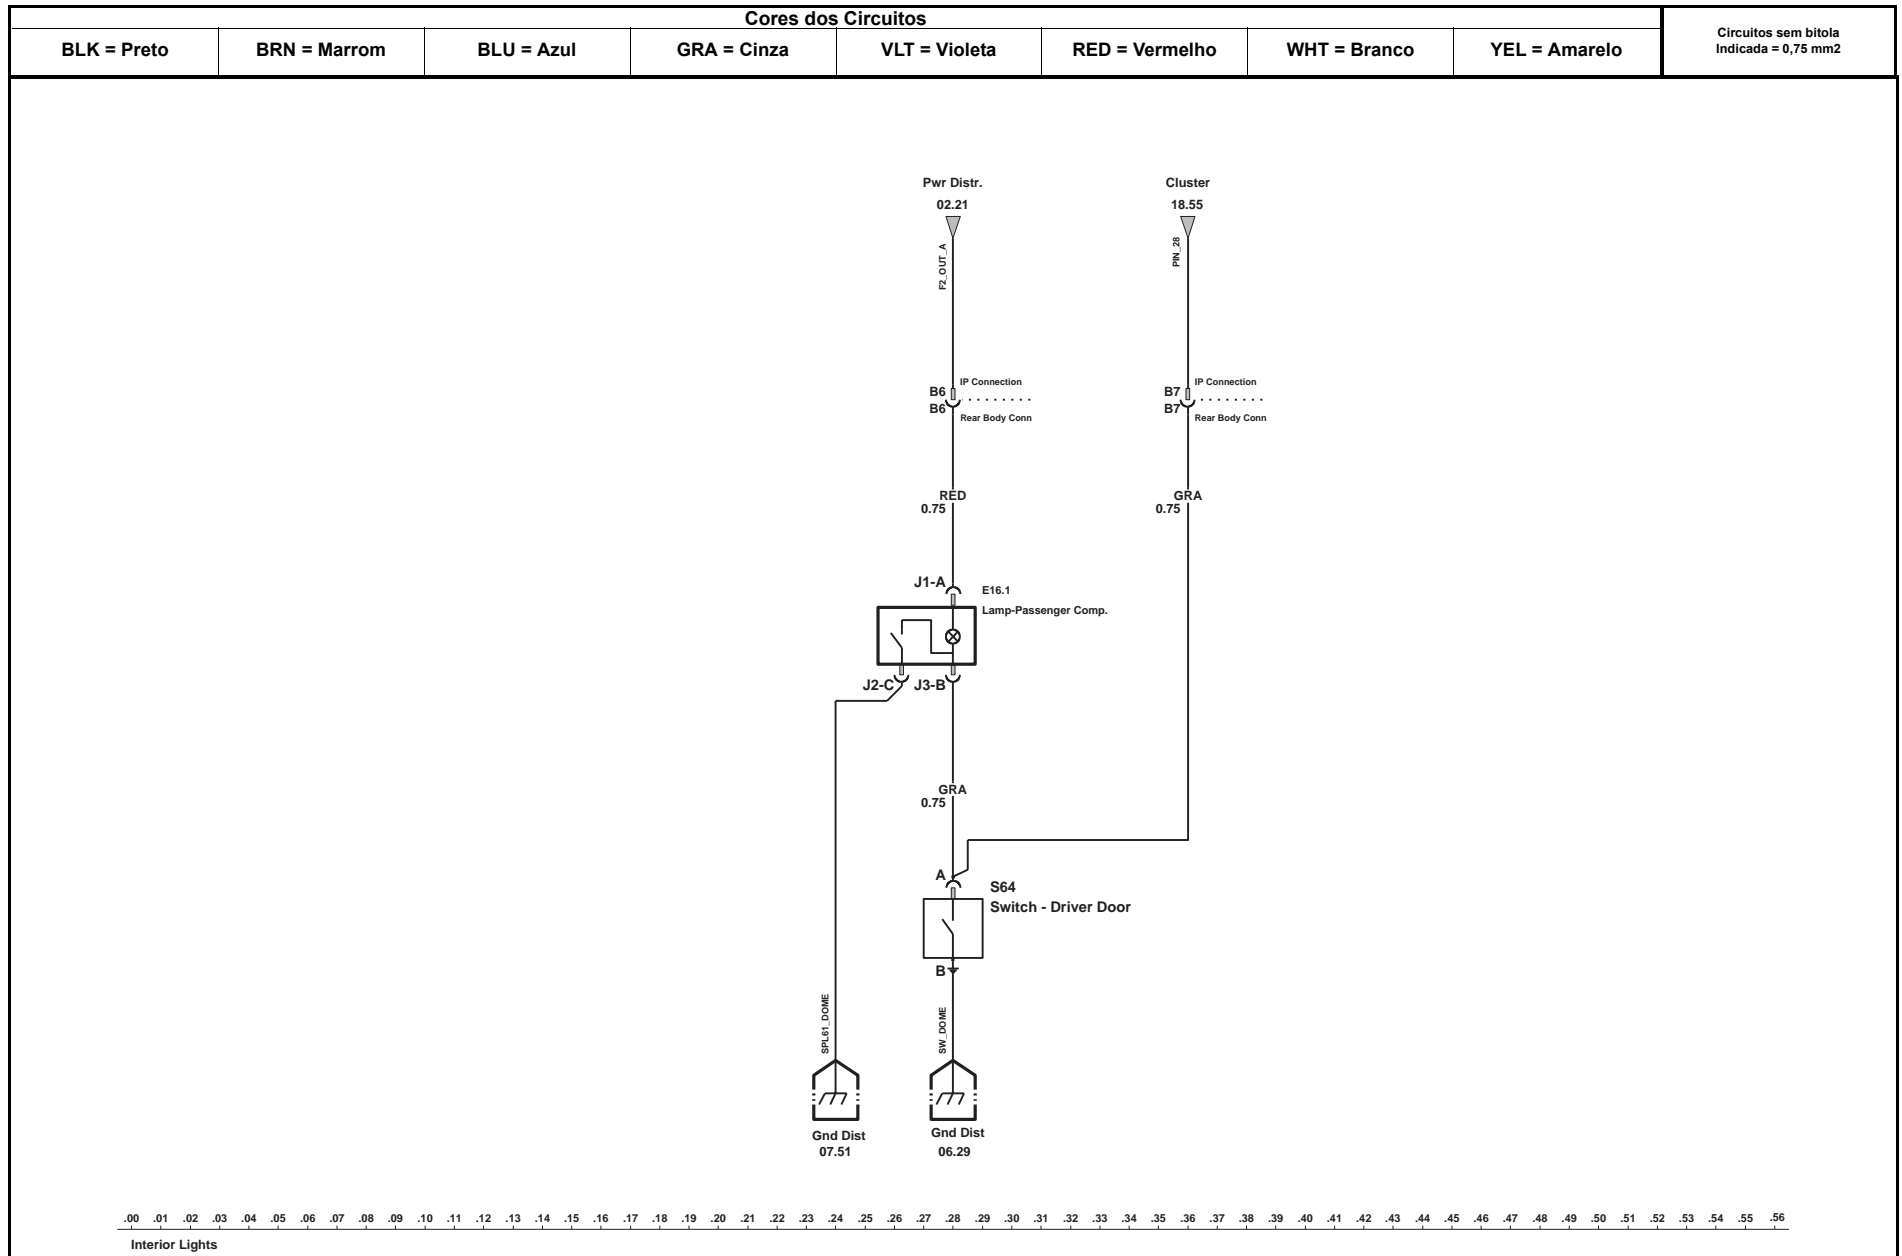 Cores dos Circuitos
BLK = Preto
BRN = Marrom
BLU = Azul
GRA = Cinza
VLT = Violeta
RED = Vermelho
WHT = Branco
YEL = Amarelo
Circuitos sem bitola
Indicada = 0,75 mm2
Pwr Distr.
02.21
Cluster
18.55
F2_OUT_A
PIN_28
B6
IP Connection
B6
Rear Body Conn
B7
IP Connection
B7
Rear Body Conn
RED
0.75
GRA
0.75
J1-A
E16.1
Lamp-Passenger Comp.
J2-C
J3-B
GRA
0.75
A
S64
Switch - Driver Door
B
SPL61_DOME
SW_DOME
Gnd Dist
07.51
Gnd Dist
06.29
.00 .01 .02 .03 .04 .05 .06 .07 .08 .09 .10 .11 .12 .13 .14 .15 .16 .17 .18 .19 .20 .21 .22 .23 .24 .25 .26 .27 .28 .29 .30 .31 .32 .33 .34 .35 .36 .37 .38 .39 .40 .41 .42 .43 .44 .45 .46 .47 .48 .49 .50 .51 .52 .53 .54 .55 .56
Interior Lights